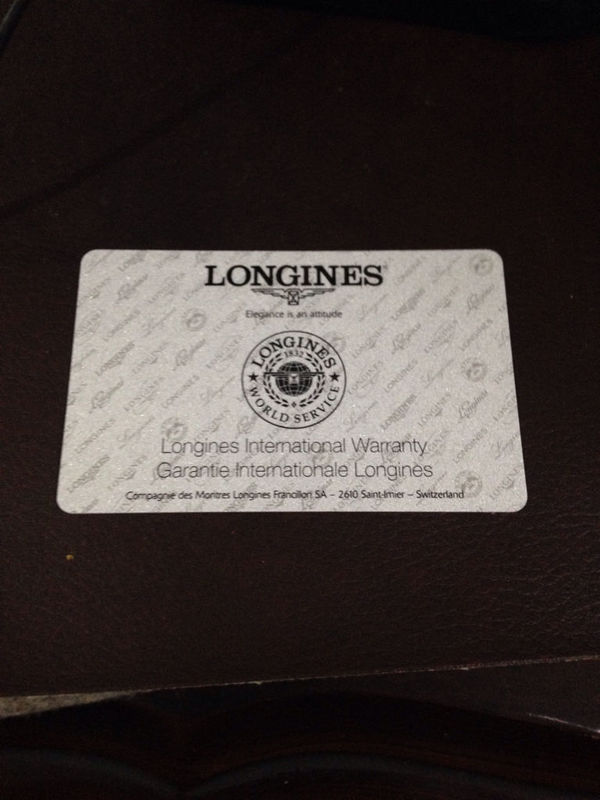 LONGINES
Elegance is an attitude
LONGINES
1832
WORLD SERVICE
Longines International Warranty
Garantie Internationale Longines
Compagnie des Montres Longines Francillon SA – 2610 Saint-Imier – Switzerland